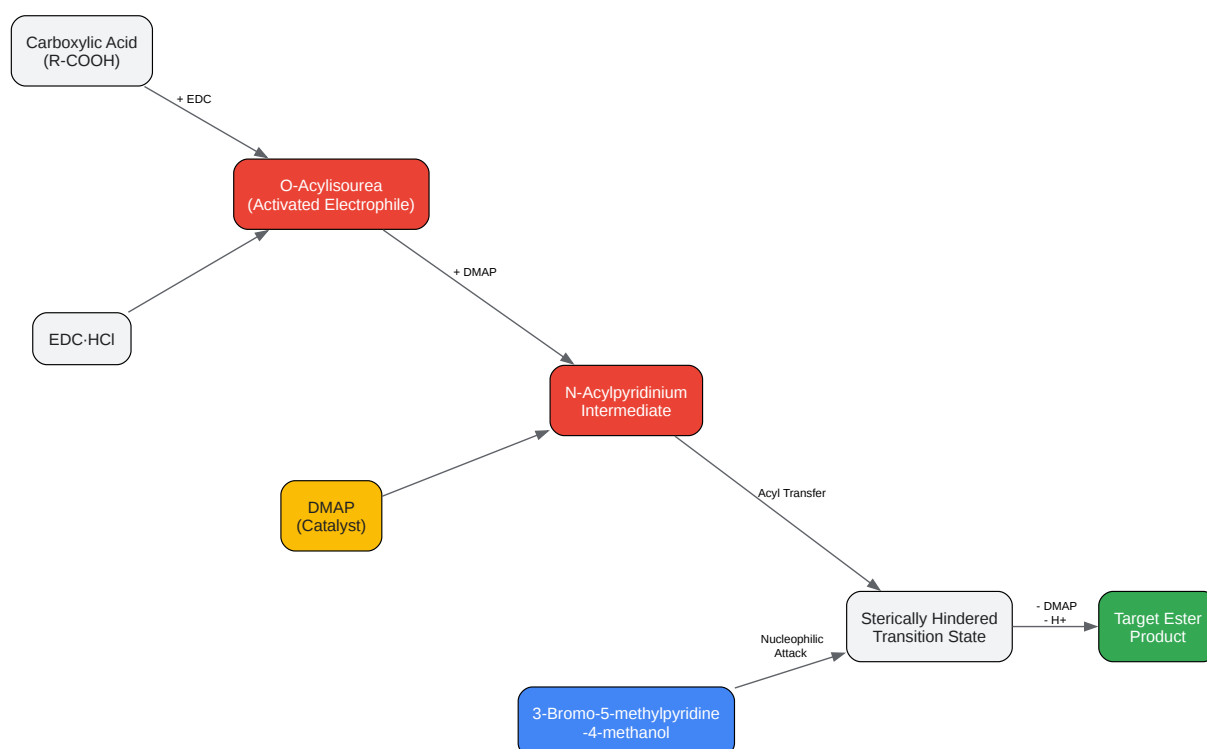 Carboxylic Acid
(R-COOH)
+ EDC
O-Acylisourea
(Activated Electrophile)
+ DMAP
EDC·HCl
N-Acylpyridinium
Intermediate
Acyl Transfer
DMAP
(Catalyst)
Sterically Hindered
Transition State
- DMAP
- H+
Target Ester
Product
Nucleophilic
Attack
3-Bromo-5-methylpyridine
-4-methanol